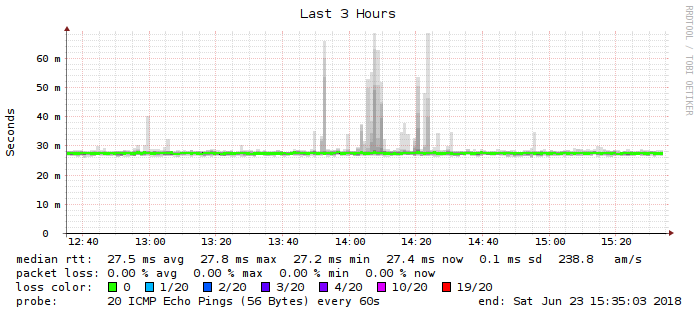 Last 3 Hours
RRDTOOL / TOBI OETIKER
Seconds
60 m
50 m
40 m
30 m
20 m
10 m
0
12:40 13:00 13:20 13:40 14:00 14:20 14:40 15:00 15:20
median rtt: 27.5 ms avg 27.8 ms max 27.2 ms min 27.4 ms now 0.1 ms sd 238.8 am/s
packet loss: 0.00 % avg 0.00 % max 0.00 % min 0.00 % now
loss color: 0 1/20 2/20 3/20 4/20 10/20 19/20
probe: 20 ICMP Echo Pings (56 Bytes) every 60s end: Sat Jun 23 15:35:03 2018